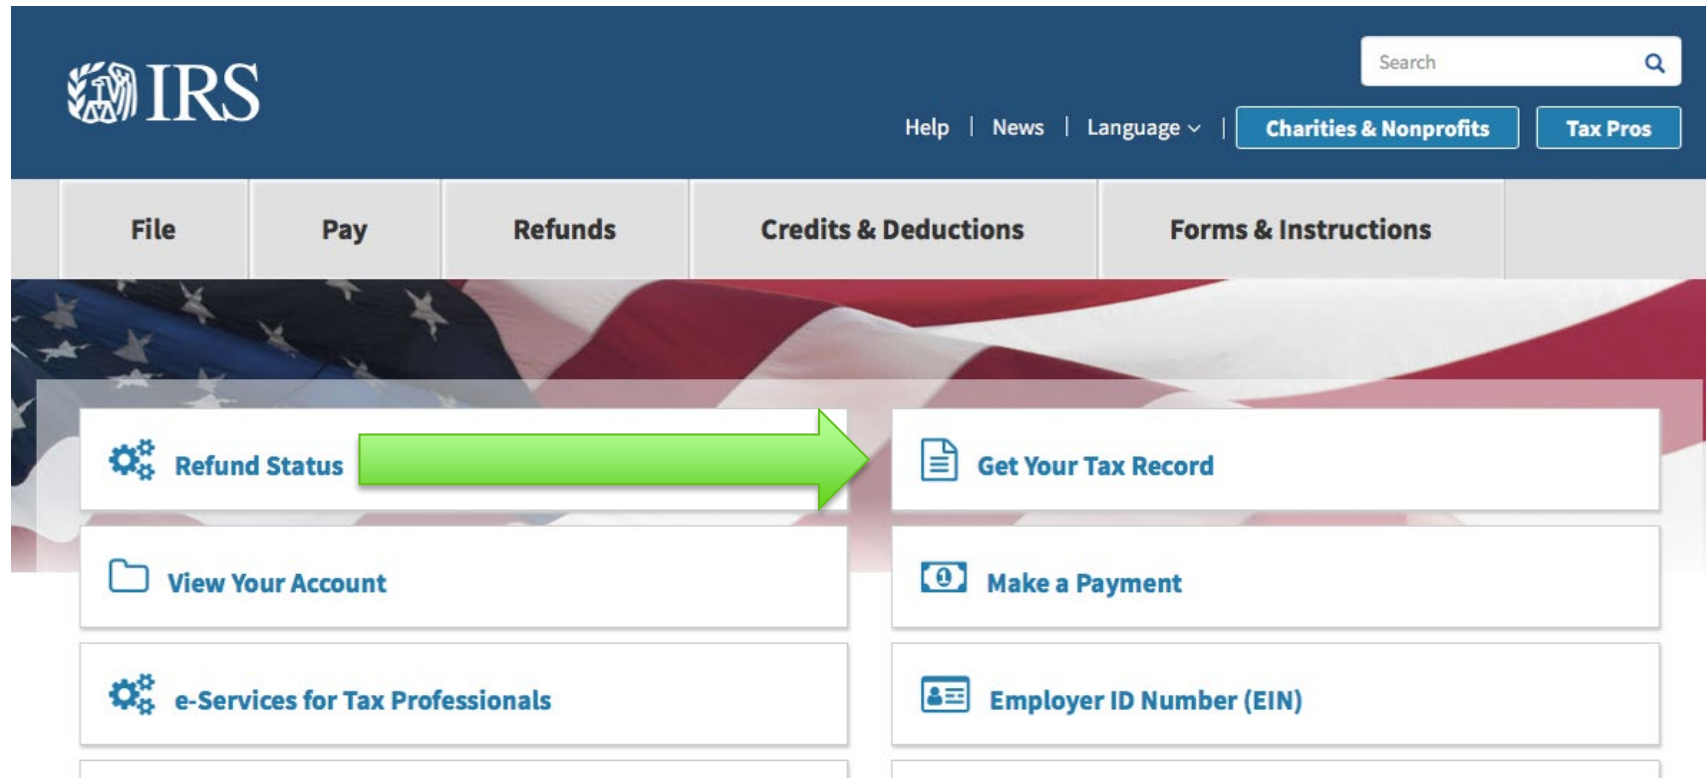 IRS
Search
Help | News | Language | Charities & Nonprofits Tax Pros
File Pay Refunds Credits & Deductions Forms & Instructions
Refund Status Get Your Tax Record
View Your Account Make a Payment
e-Services for Tax Professionals Employer ID Number (EIN)